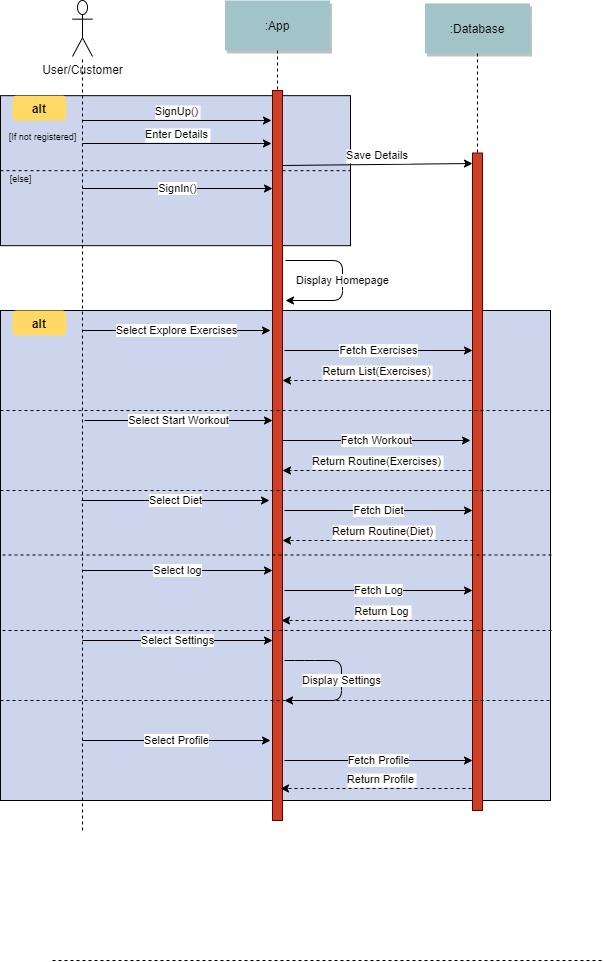 :App
:Database
User/Customer
alt
SignUp()
[If not registered]
Enter Details
Save Details
[else]
SignIn()
Display Homepage
alt
Select Explore Exercises
Fetch Exercises
Return List(Exercises)
Select Start Workout
Fetch Workout
Return Routine(Exercises)
Select Diet
Fetch Diet
Return Routine(Diet)
Select log
Fetch Log
Return Log
Select Settings
Display Settings
Select Profile
Fetch Profile
Return Profile